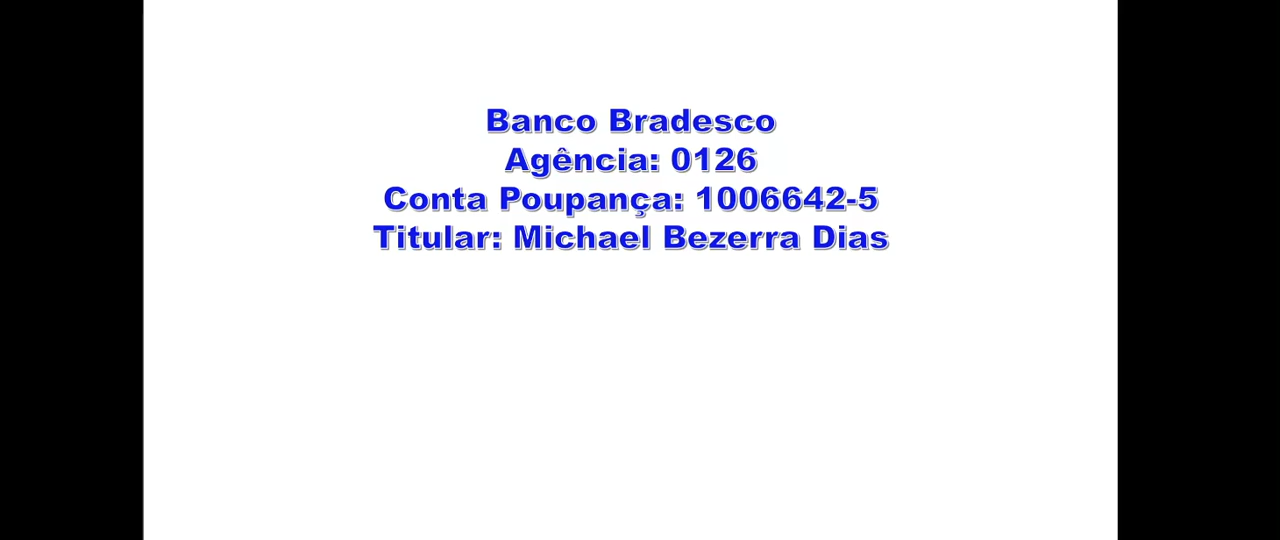 Banco Bradesco
Agência: 0126
Conta Poupança: 1006642-5
Titular: Michael Bezerra Dias